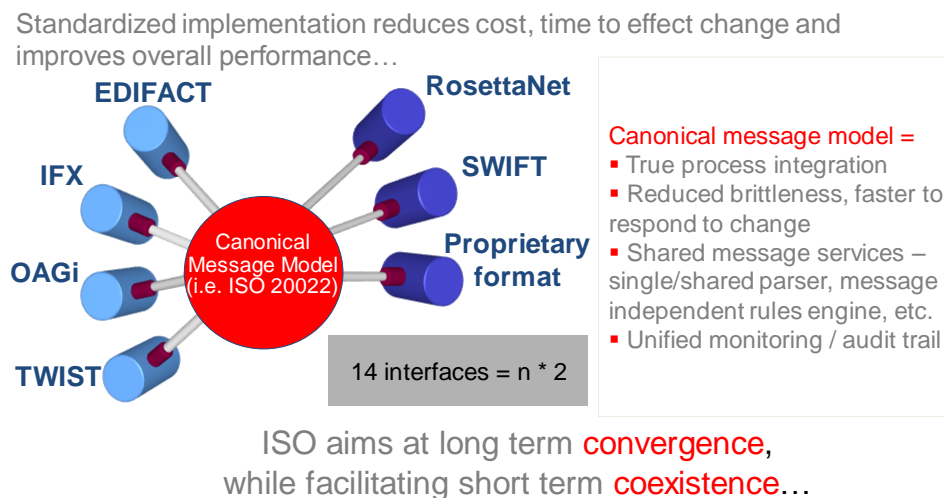 Standardized implementation reduces cost, time to effect change and
improves overall performance…
EDIFACT
RosettaNet
IFX
SWIFT
OAGi
Proprietary
format
TWIST
Canonical
Message Model
(i.e. ISO 20022)
14 interfaces = n * 2
Canonical message model =
▪ True process integration
▪ Reduced brittleness, faster to
respond to change
▪ Shared message services –
single/shared parser, message
independent rules engine, etc.
▪ Unified monitoring / audit trail
ISO aims at long term convergence,
while facilitating short term coexistence…